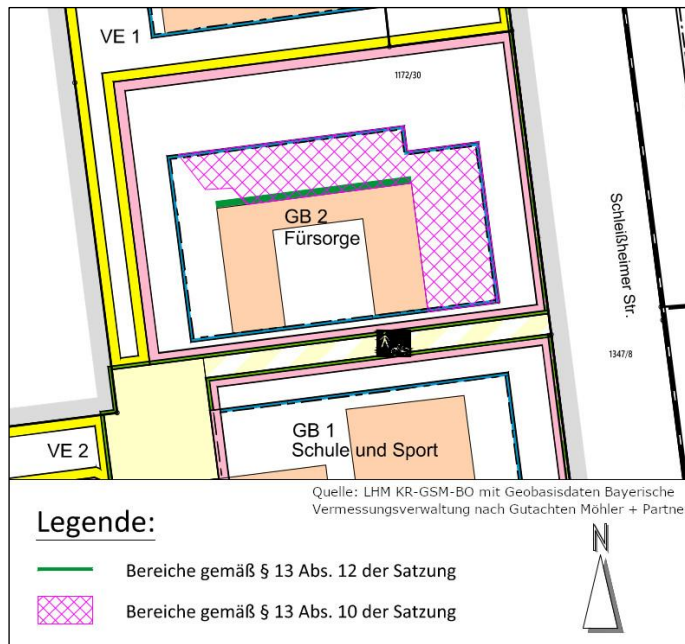 VE 1
1172/30
GB 2
Fürsorge
Schleißheimer Str.
1347/8
GB 1
Schule und Sport
VE 2
Quelle: LHM KR-GSM-BO mit Geobasisdaten Bayerische
Vermessungsverwaltung nach Gutachten Möhler + Partne
Legende:
N
Bereiche gemäß § 13 Abs. 12 der Satzung
Bereiche gemäß § 13 Abs. 10 der Satzung